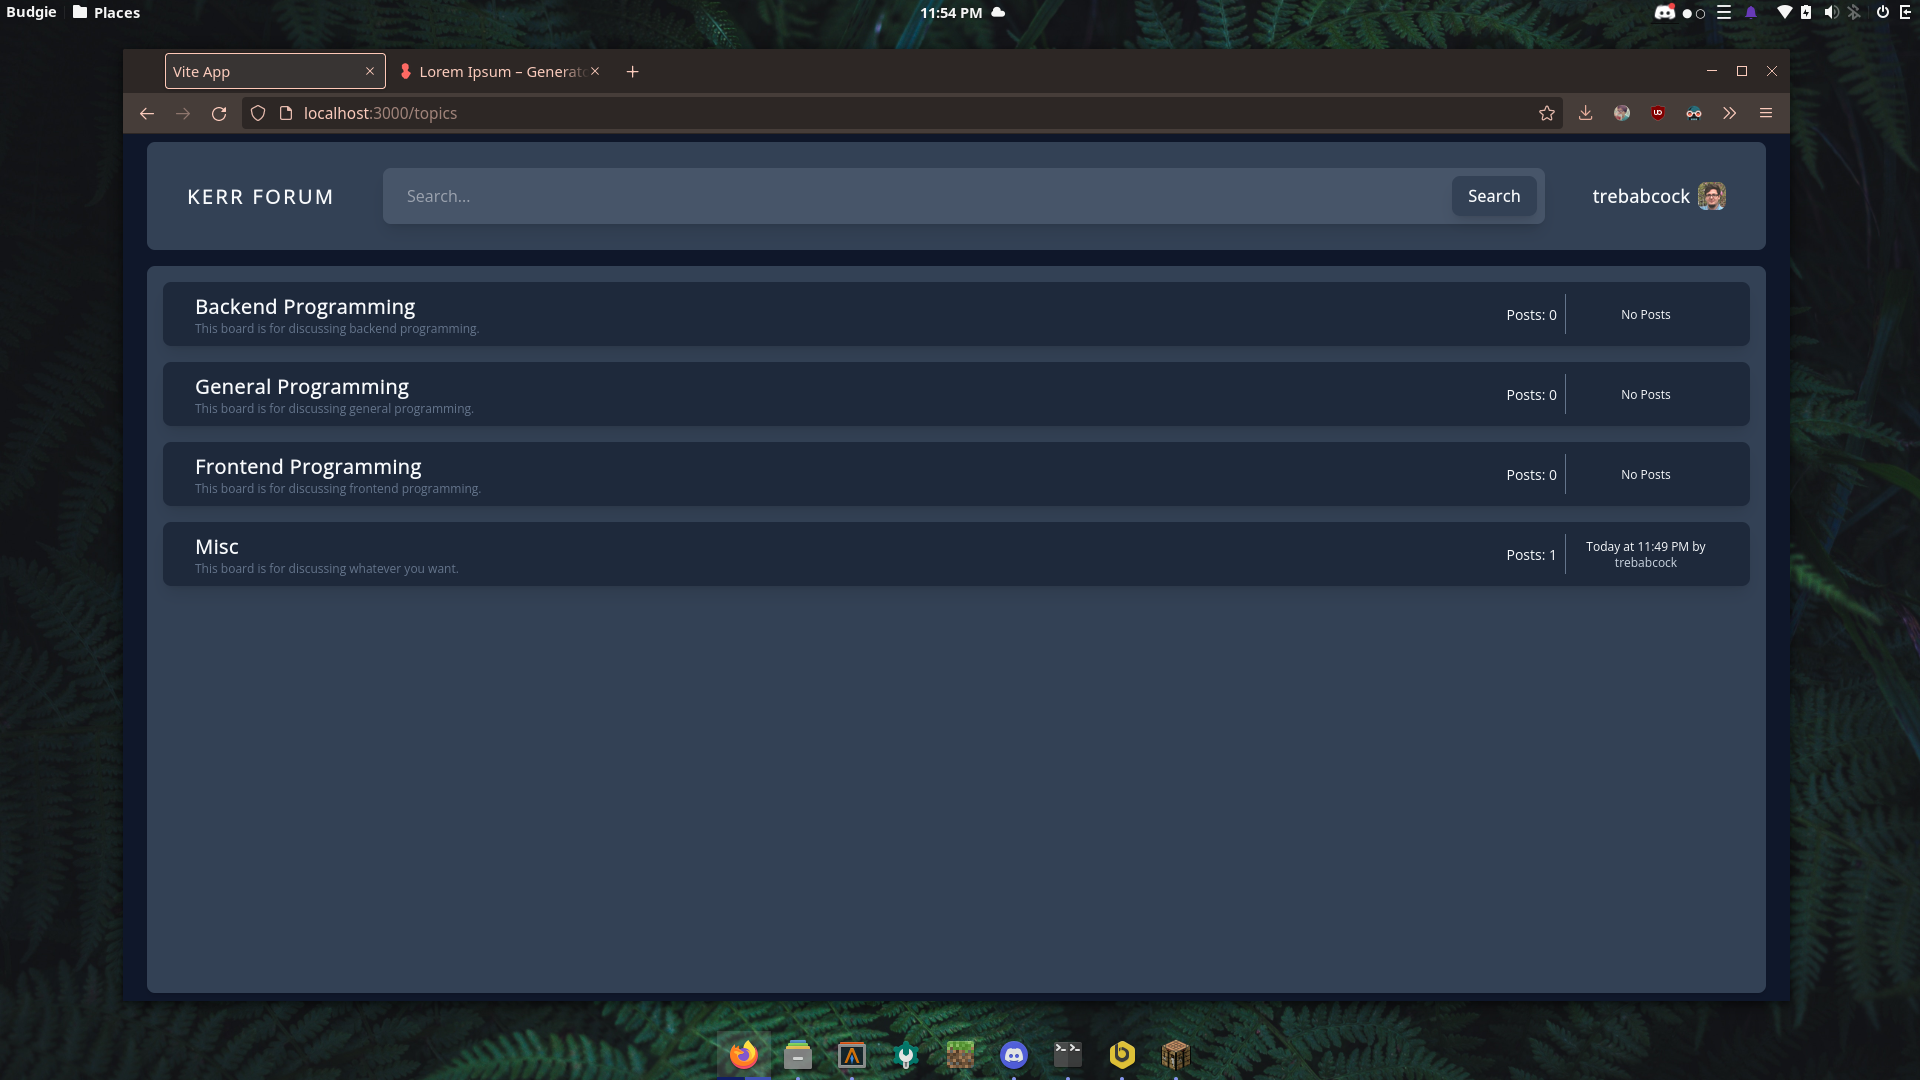 Budgie Places 11:54 PM
Vite App Lorem Ipsum – Generat
localhost:3000/topics
KERR FORUM Search... Search trebabcock
Backend Programming
This board is for discussing backend programming.
Posts: 0 No Posts
General Programming
This board is for discussing general programming.
Posts: 0 No Posts
Frontend Programming
This board is for discussing frontend programming.
Posts: 0 No Posts
Misc
This board is for discussing whatever you want.
Posts: 1 Today at 11:49 PM by
trebabcock